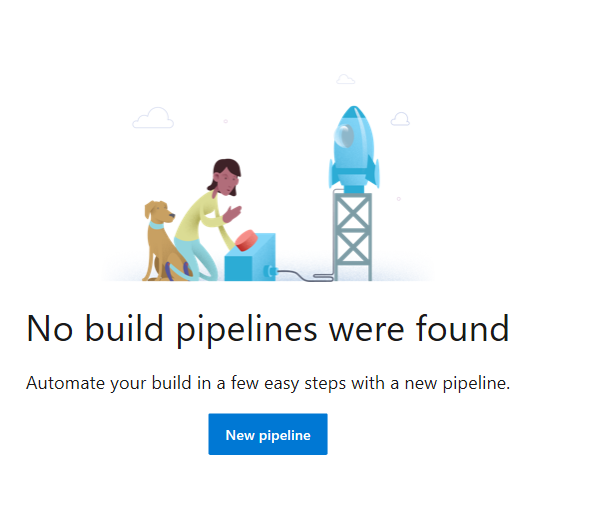 No build pipelines were found
Automate your build in a few easy steps with a new pipeline.
New pipeline